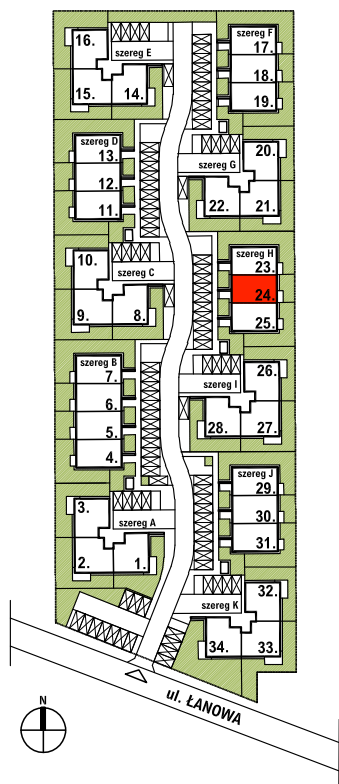 16.
szereg E
15.
14.
szereg F
17.
18.
19.
szereg D
13.
12.
11.
20.
szereg G
22.
21.
10.
szereg C
9.
8.
szereg H
23.
24.
25.
szereg B
7.
6.
5.
4.
26.
szereg I
28.
27.
3.
szereg A
2.
1.
szereg J
29.
30.
31.
32.
szereg K
34.
33.
ul. ŁANOWA
N